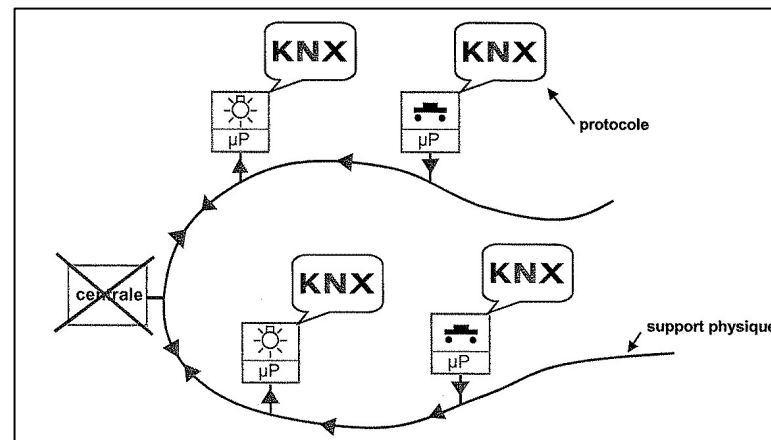 KNX
KNX
protocole
µP
µP
centrale
KNX
KNX
support physique
µP
µP